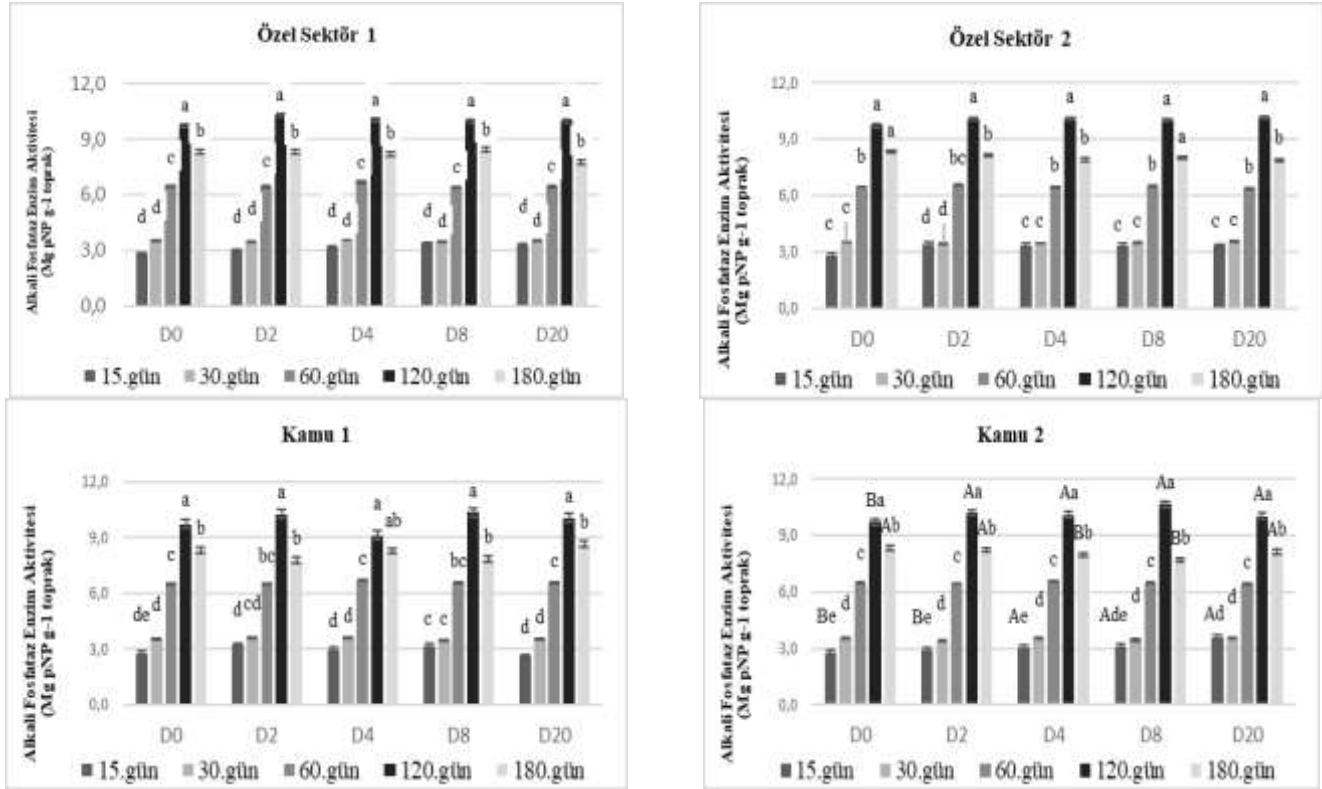 Özel Sektör 1
Alkali Fosfataz Enzim Aktivitesi
(Mg pNP g-1 toprak)
12,0
9,0
6,0
3,0
0,0
d d c a b
d d c a b
d d c a b
d d c a b
d d c a b
D0 D2 D4 D8 D20
15.gün 30.gün 60.gün 120.gün 180.gün
Özel Sektör 2
Alkali Fosfataz Enzim Aktivitesi
(Mg pNP g-1 toprak)
12,0
9,0
6,0
3,0
0,0
c c b a a
d d bc a b
c c b a b
c c b a a
c c b a b
D0 D2 D4 D8 D20
15.gün 30.gün 60.gün 120.gün 180.gün
Kamu 1
Alkali Fosfataz Enzim Aktivitesi
(Mg pNP g-1 toprak)
12,0
9,0
6,0
3,0
0,0
de d c a b
d cd bc a b
d d c a ab
c c bc a b
d d c a b
D0 D2 D4 D8 D20
15.gün 30.gün 60.gün 120.gün 180.gün
Kamu 2
Alkali Fosfataz Enzim Aktivitesi
(Mg pNP g-1 toprak)
12,0
9,0
6,0
3,0
0,0
Be d c Ba Ab
Be d c Aa Ab
Ae d c Aa Bb
Ade d c Aa Bb
Ad d c Aa Ab
D0 D2 D4 D8 D20
15.gün 30.gün 60.gün 120.gün 180.gün